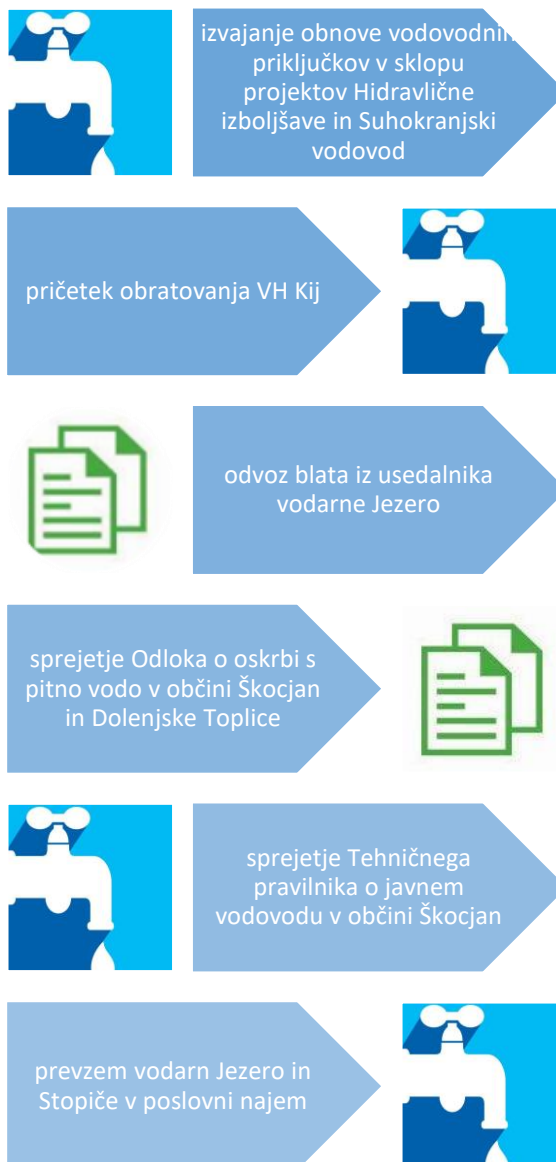 izvajanje obnove vodovodnih
priključkov v sklopu
projektov Hidravlične
izboljšave in Suhokranjski
vodovod
pričetek obratovanja VH Kij
odvoz blata iz usedalnika
vodarne Jezero
sprejetje Odloka o oskrbi s
pitno vodo v občini Škocjan
in Dolenjske Toplice
sprejetje Tehničnega
pravilnika o javnem
vodovodu v občini Škocjan
prevzem vodarn Jezero in
Stopiče v poslovni najem